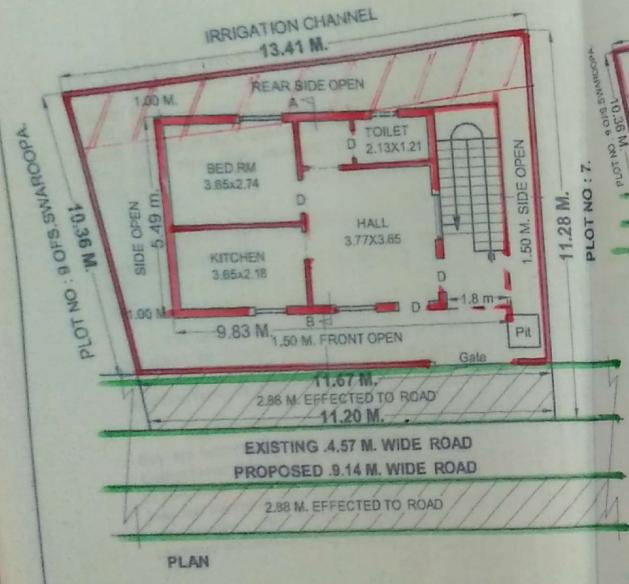 IRRIGATION CHANNEL
13.41 M.
REAR SIDE OPEN
1.00 M.
A
TOILET
2.13X1.21
D
BED.RM
3.65x2.74
D
HALL
3.77X3.65
KITCHEN
3.65x2.18
SIDE OPEN
5.49 m.
PLOT NO : 9 OF S.SWAROOPA.
10.36 M.
1.50 M. SIDE OPEN
11.28 M.
PLOT NO : 7.
10.36 M.
D
1.8 m
1.00 M
9.83 M.
B
D
1.50 M. FRONT OPEN
Pit
Gate
11.67 M.
2.88 M. EFFECTED TO ROAD
11.20 M.
EXISTING .4.57 M. WIDE ROAD
PROPOSED .9.14 M. WIDE ROAD
2.88 M. EFFECTED TO ROAD
PLAN